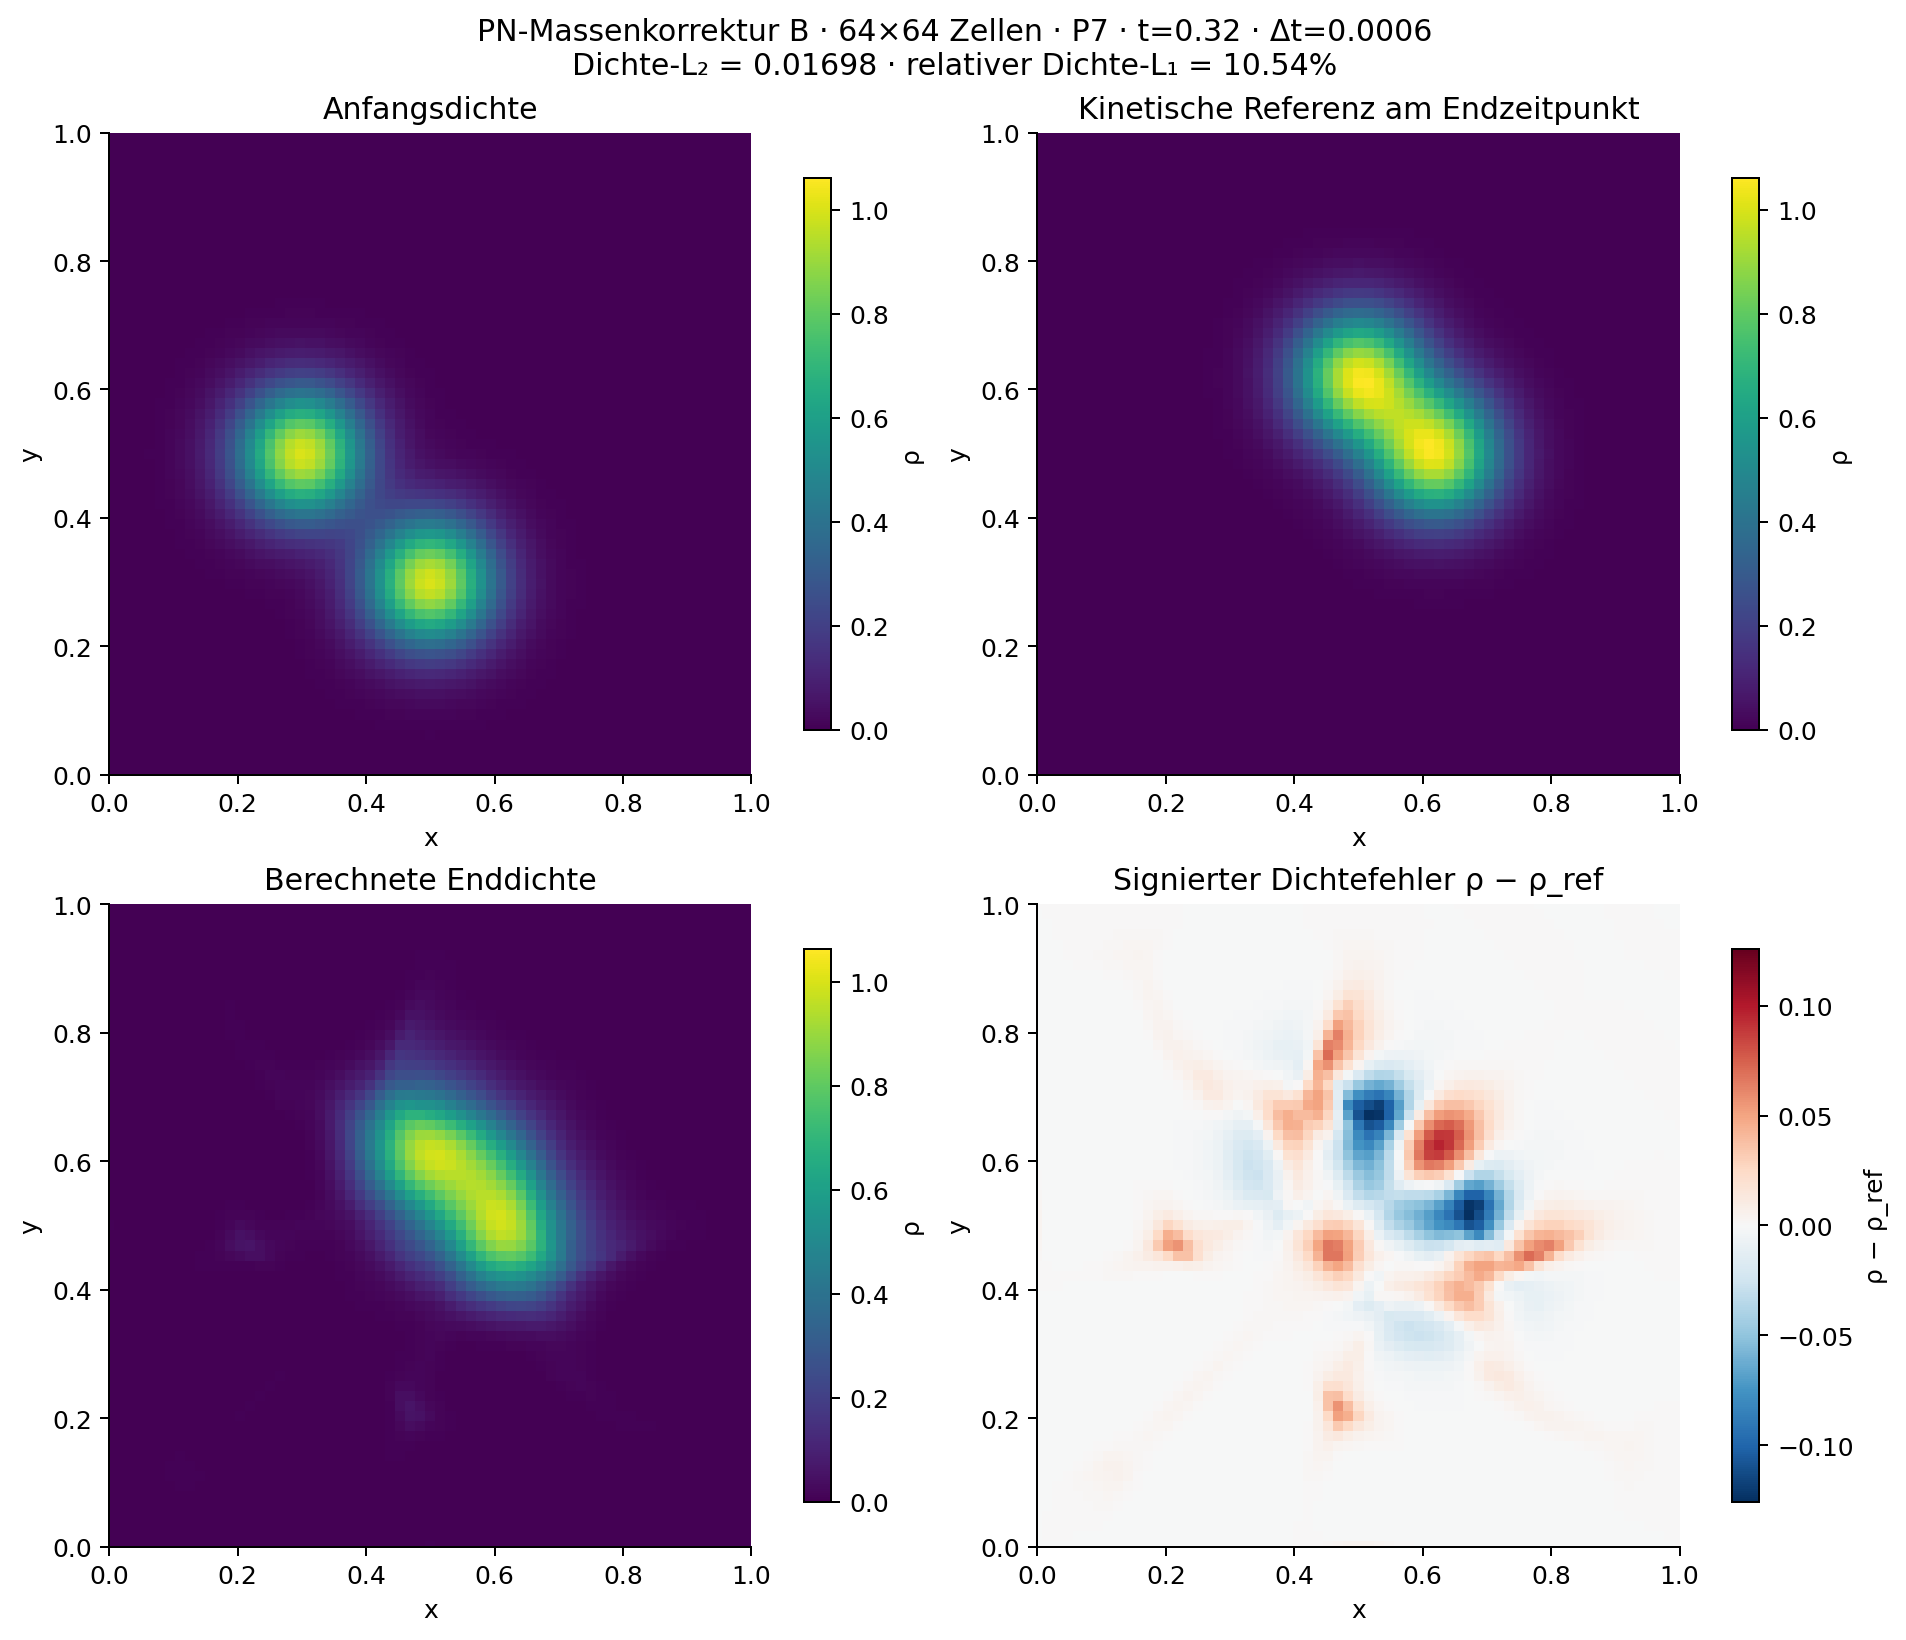 PN-Massenkorrektur B · 64×64 Zellen · P7 · t=0.32 · Δt=0.0006
Dichte-L₂ = 0.01698 · relativer Dichte-L₁ = 10.54%
Anfangsdichte
1.0
0.8
0.6
0.4
0.2
0.0
y
0.0 0.2 0.4 0.6 0.8 1.0
x
1.0
0.8
0.6
0.4
0.2
0.0
ρ
Kinetische Referenz am Endzeitpunkt
1.0
0.8
0.6
0.4
0.2
0.0
y
0.0 0.2 0.4 0.6 0.8 1.0
x
1.0
0.8
0.6
0.4
0.2
0.0
ρ
Berechnete Enddichte
1.0
0.8
0.6
0.4
0.2
0.0
y
0.0 0.2 0.4 0.6 0.8 1.0
x
1.0
0.8
0.6
0.4
0.2
0.0
ρ
Signierter Dichtefehler ρ − ρ_ref
1.0
0.8
0.6
0.4
0.2
0.0
y
0.0 0.2 0.4 0.6 0.8 1.0
x
0.10
0.05
0.00
−0.05
−0.10
ρ − ρ_ref